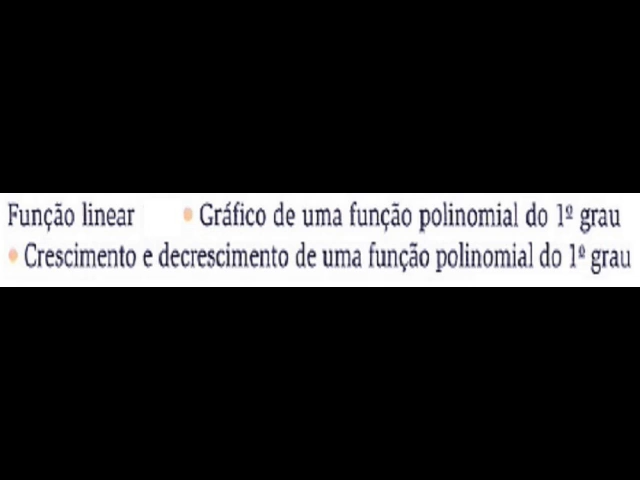 Função linear • Gráfico de uma função polinomial do 1º grau
• Crescimento e decrescimento de uma função polinomial do 1º grau